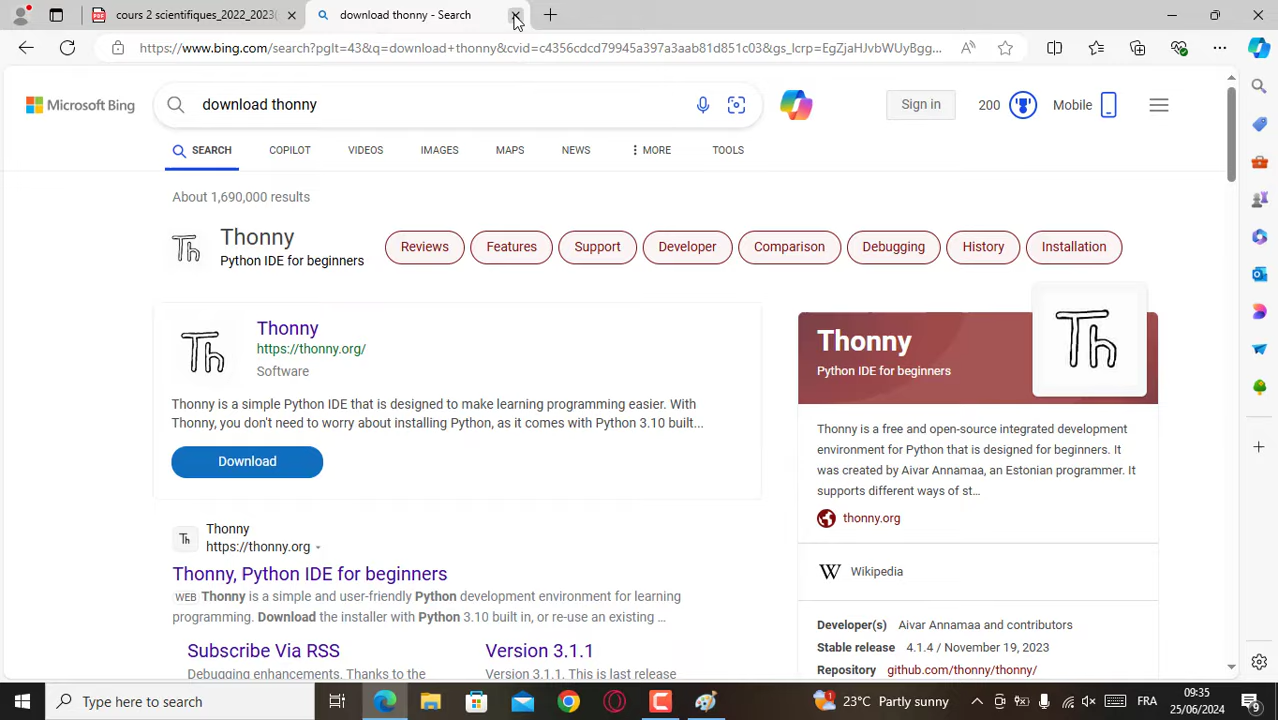 cours 2 scientifiques_2022_2023(
download thonny - Search
https://www.bing.com/search?pglt=43&q=download+thonny&cvid=c4356cdcd79945a397a3aab81d851c03&gs_lcrp=EgZjaHJvbWUyBgg...
Microsoft Bing
download thonny
Sign in
200
Mobile
SEARCH
COPILOT
VIDEOS
IMAGES
MAPS
NEWS
MORE
TOOLS
About 1,690,000 results
Thonny
Python IDE for beginners
Reviews
Features
Support
Developer
Comparison
Debugging
History
Installation
Th
Thonny
https://thonny.org/
Software
Thonny is a simple Python IDE that is designed to make learning programming easier. With
Thonny, you don't need to worry about installing Python, as it comes with Python 3.10 built...
Download
Thonny
https://thonny.org
Thonny, Python IDE for beginners
WEB Thonny is a simple and user-friendly Python development environment for learning
programming. Download the installer with Python 3.10 built in, or re-use an existing ...
Subscribe Via RSS
Version 3.1.1
Debugging enhancements. Thanks to the
Version 3.1.1. This is last release
Thonny
Python IDE for beginners
Th
Thonny is a free and open-source integrated development
environment for Python that is designed for beginners. It
was created by Aivar Annamaa, an Estonian programmer. It
supports different ways of st...
thonny.org
Wikipedia
Developer(s) Aivar Annamaa and contributors
Stable release 4.1.4 / November 19, 2023
Repository github.com/thonny/thonny/
Type here to search
23°C Partly sunny
FRA
09:35
25/06/2024